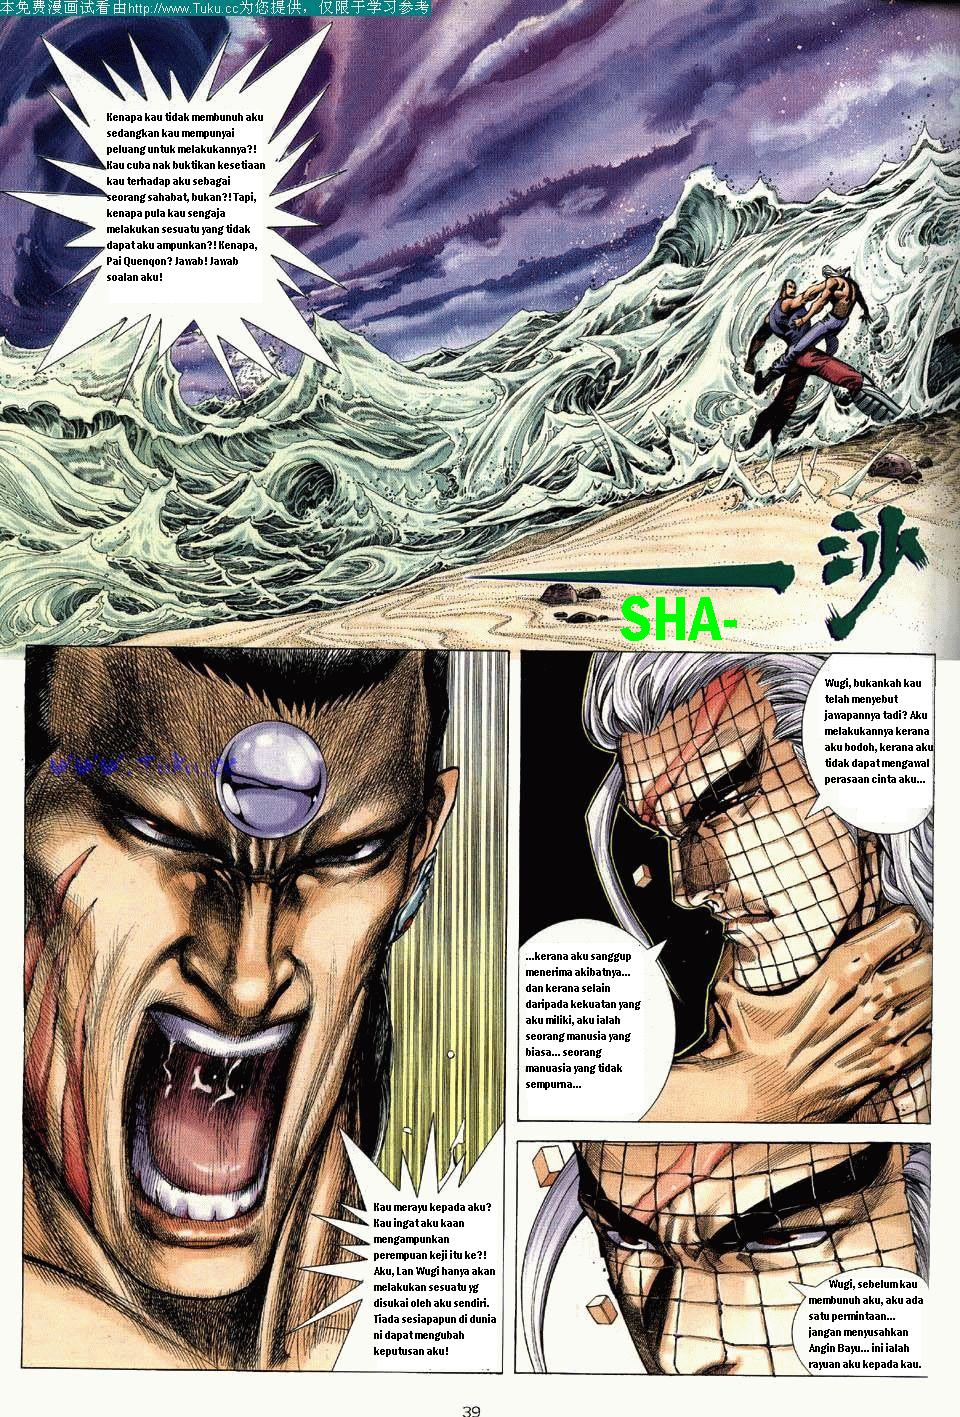 本免费漫画试看由http://www.Tuku.cc为您提供，仅限于学习参考
Kenapa kau tidak membunuh aku
sedangkan kau mempunyai
peluang untuk melakukannya?!
Kau cuba nak buktikan kesetiaan
kau terhadap aku sebagai
seorang sahabat, bukan?! Tapi,
kenapa pula kau sengaja
melakukan sesuatu yang tidak
dapat aku ampunkan?! Kenapa,
Pai Quenqon? Jawab! Jawab
soalan aku!
沙
SHA-
www.Tuku.cc
Wugi, bukankah kau
telah menyebut
jawapannya tadi? Aku
melakukannya kerana
aku bodoh, kerana aku
tidak dapat mengawal
perasaan cinta aku...
...kerana aku sanggup
menerima akibatnya...
dan kerana selain
daripada kekuatan yang
aku miliki, aku ialah
seorang manusia yang
biasa... seorang
manuasia yang tidak
sempurna...
Kau merayu kepada aku?
Kau ingat aku kaan
mengampunkan
perempuan keji itu ke?!
Aku, Lan Wugi hanya akan
melakukan sesuatu yg
disukai oleh aku sendiri.
Tiada sesiapapun di dunia
ni dapat mengubah
keputusan aku!
Wugi, sebelum kau
membunuh aku, aku ada
satu permintaan...
jangan menyusahkan
Angin Bayu... ini ialah
rayuan aku kepada kau.
39